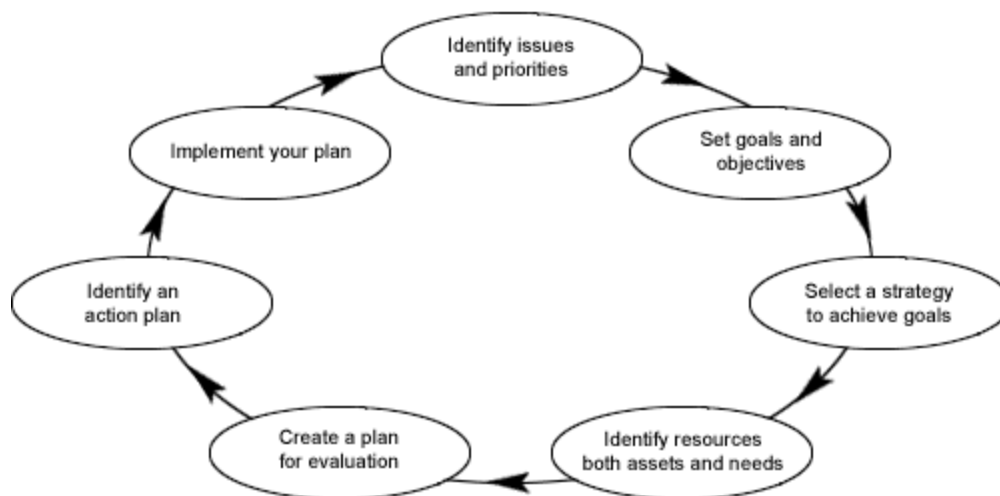 Identify issues
and priorities
Set goals and
objectives
Select a strategy
to achieve goals
Identify resources
both assets and needs
Create a plan
for evaluation
Identify an
action plan
Implement your plan